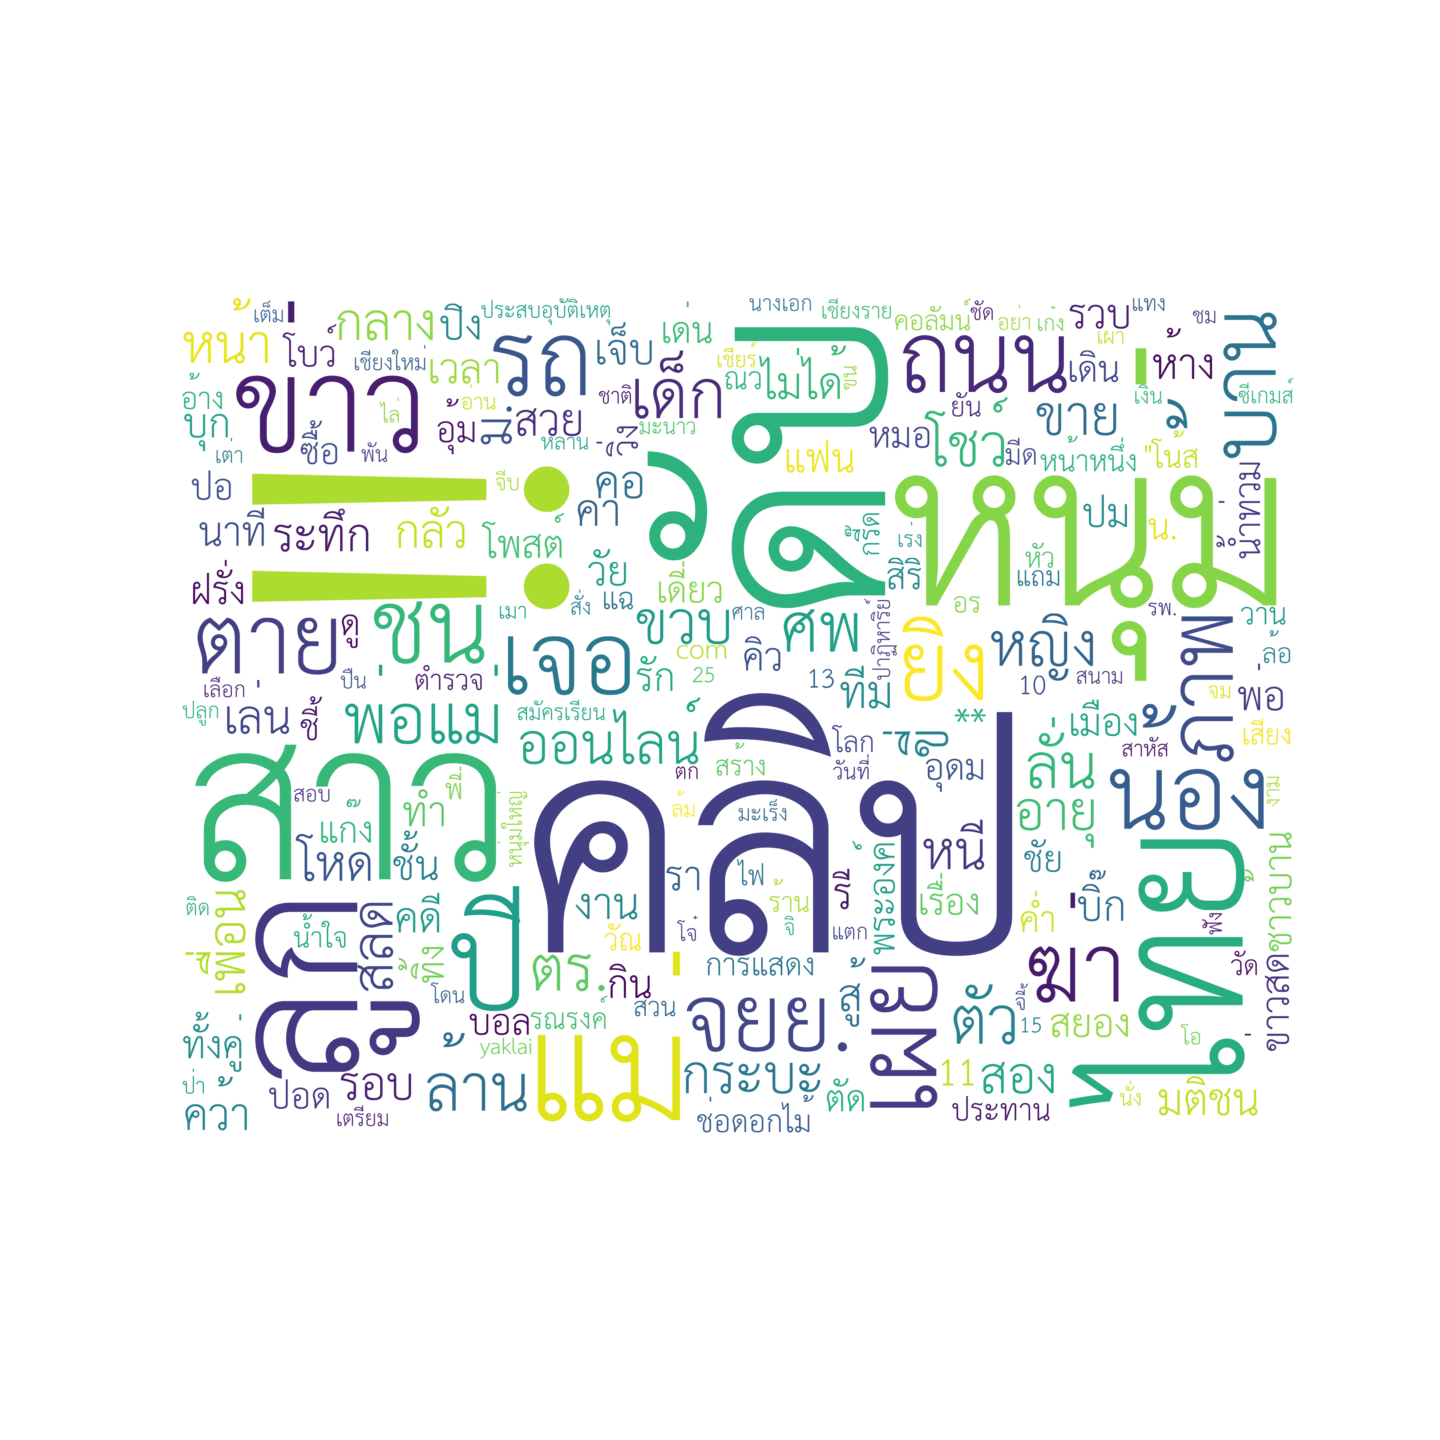 หน้า
เต็ม
โบว์
กลาง
ปิง
ประสบอุบัติเหตุ
เชียงใหม่
เวลา
รถ
เจ็บ
เด่น
นางเอก
เชียงราย
คอลัมน์
ชัด
อย่า
เก๋ง
รวบ
แทง
ชม
เผา
อ้าง
บุก
เต่า
ข่าว
ไล่
อ่าน
ซื้อ
พัน
อุ้ม
สวย
หลาน
ชาติ
เด็ก
มะนาว
เชียร์
ณว
ไม่ได้
ถนน
เดิน
ห้าง
เงิน
ซีเกมส์
บ้าน
ยัน
ขาย
หมอ
โชว์
มีด
หน้าหนึ่ง
"โน้ส
แฟน
ปอ
!!
จีบ
คอ
คา
นาที
ระทึก
กลัว
โพสต์
วัย
เดี่ยว
กรี๊ด
เร่ง
สิริ
หนุ่ม
ปม
น.
น้ำท่วม
หัว
แถม
ฝรั่ง
ดู
ชน
เมา
สั่ง
แฉ
ขวบ
ศาล
ศพ
ปาฏิหาริย์
อร
รพ.
วาน
ล้อ
ตาย
เลือก
ปืน
ตำรวจ
เจอ
รัก
com
25
คิว
13
ทีม
ยิง
หญิง
10
สนาม
ภาพ
จม
พ่อ
ปลูก
เล่น
ชี้
พ่อแม่
สมัครเรียน
ออนไลน์
**
เมือง
สาหัส
เสียง
สาว
สอบ
แก๊ง
ทำ
พี่
หนุ่มใหญ่
คลิป
สร้าง
ตก
โลก
วันที่
อุดม
ลั่น
อายุ
น้อง
งาม
ล้ม
มะเร็ง
โหด
ชั้น
หนี
ชัย
รา
ไฟ
พระองค์
เรื่อง
ค่ำ
บิ๊ก
ไทย
พัง
ขาวสดชาวบ้าน
ติด
เพื่อน
น้ำใจ
ลูก
สลด
คดี
ทิ้ง
ปี
งาน
วัณ
โจ๋
ร้าน
จิ
แตก
ตร.
กิน
การแสดง
ฆ่า
วัด
โดน
ส่วน
สู้
เผย
ตัว
จี้
15
สยอง
โอ
ทั้งคู่
บอล
รณรงค์
yaklai
แม่
จยย.
ป่า
คว้า
ปอด
รอบ
เตรียม
ล้าน
กระบะ
ช่อดอกไม้
ตัด
11
สอง
ประทาน
นั่ง
มติชน